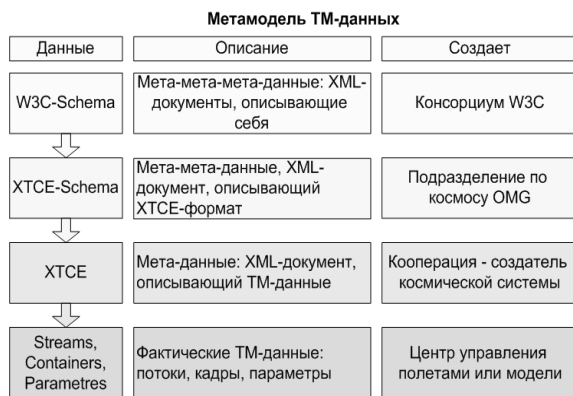 Метамодель ТМ-данных
Данные
Описание
Создает
W3C-Schema
Мета-мета-мета-данные: XML-
документы, описывающие
себя
Консорциум W3C
XTCE-Schema
Мета-мета-данные, XML-
документ, описывающий
XTCE-формат
Подразделение по
космосу OMG
XTCE
Мета-данные: XML-документ,
описывающий ТМ-данные
Кооперация - создатель
космической системы
Streams,
Containers,
Parametres
Фактические ТМ-данные:
потоки, кадры, параметры
Центр управления
полетами или модели